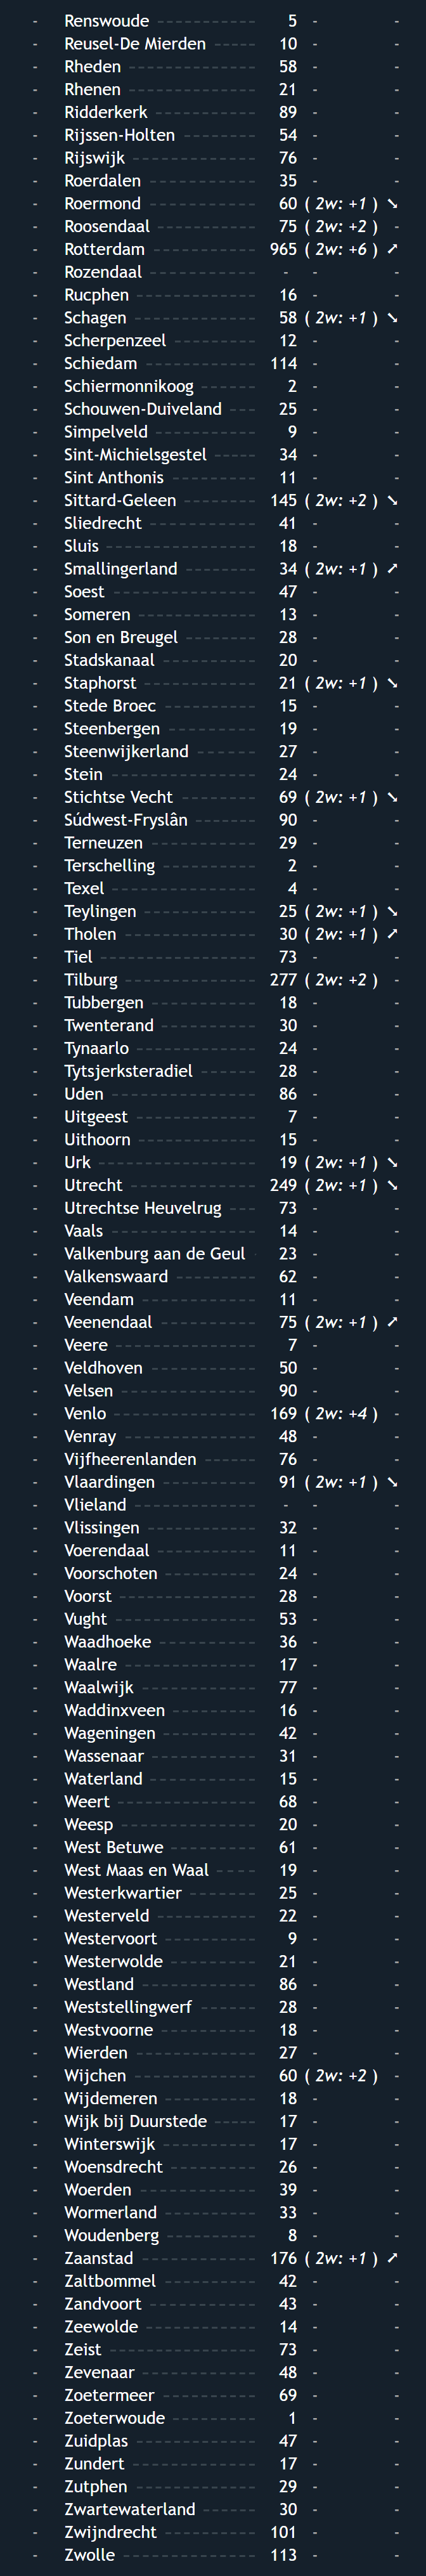 - Renswoude 5 - -
- Reusel-De Mierden 10 - -
- Rheden 58 - -
- Rhenen 21 - -
- Ridderkerk 89 - -
- Rijssen-Holten 54 - -
- Rijswijk 76 - -
- Roerdalen 35 - -
- Roermond 60 ( 2w: +1 ) ↘
- Roosendaal 75 ( 2w: +2 ) -
- Rotterdam 965 ( 2w: +6 ) ↗
- Rozendaal - - -
- Rucphen 16 - -
- Schagen 58 ( 2w: +1 ) ↘
- Scherpenzeel 12 - -
- Schiedam 114 - -
- Schiermonnikoog 2 - -
- Schouwen-Duiveland 25 - -
- Simpelveld 9 - -
- Sint-Michielsgestel 34 - -
- Sint Anthonis 11 - -
- Sittard-Geleen 145 ( 2w: +2 ) ↘
- Sliedrecht 41 - -
- Sluis 18 - -
- Smallingerland 34 ( 2w: +1 ) ↗
- Soest 47 - -
- Someren 13 - -
- Son en Breugel 28 - -
- Stadskanaal 20 - -
- Staphorst 21 ( 2w: +1 ) ↘
- Stede Broec 15 - -
- Steenbergen 19 - -
- Steenwijkerland 27 - -
- Stein 24 - -
- Stichtse Vecht 69 ( 2w: +1 ) ↘
- Súdwest-Fryslân 90 - -
- Terneuzen 29 - -
- Terschelling 2 - -
- Texel 4 - -
- Teylingen 25 ( 2w: +1 ) ↘
- Tholen 30 ( 2w: +1 ) ↗
- Tiel 73 - -
- Tilburg 277 ( 2w: +2 ) -
- Tubbergen 18 - -
- Twenterand 30 - -
- Tynaarlo 24 - -
- Tytsjerksteradiel 28 - -
- Uden 86 - -
- Uitgeest 7 - -
- Uithoorn 15 - -
- Urk 19 ( 2w: +1 ) ↘
- Utrecht 249 ( 2w: +1 ) ↘
- Utrechtse Heuvelrug 73 - -
- Vaals 14 - -
- Valkenburg aan de Geul 23 - -
- Valkenswaard 62 - -
- Veendam 11 - -
- Veenendaal 75 ( 2w: +1 ) ↗
- Veere 7 - -
- Veldhoven 50 - -
- Velsen 90 - -
- Venlo 169 ( 2w: +4 ) -
- Venray 48 - -
- Vijfheerenlanden 76 - -
- Vlaardingen 91 ( 2w: +1 ) ↘
- Vlieland - - -
- Vlissingen 32 - -
- Voerendaal 11 - -
- Voorschoten 24 - -
- Voorst 28 - -
- Vught 53 - -
- Waadhoeke 36 - -
- Waalre 17 - -
- Waalwijk 77 - -
- Waddinxveen 16 - -
- Wageningen 42 - -
- Wassenaar 31 - -
- Waterland 15 - -
- Weert 68 - -
- Weesp 20 - -
- West Betuwe 61 - -
- West Maas en Waal 19 - -
- Westerkwartier 25 - -
- Westerveld 22 - -
- Westervoort 9 - -
- Westerwolde 21 - -
- Westland 86 - -
- Weststellingwerf 28 - -
- Westvoorne 18 - -
- Wierden 27 - -
- Wijchen 60 ( 2w: +2 ) -
- Wijdemeren 18 - -
- Wijk bij Duurstede 17 - -
- Winterswijk 17 - -
- Woensdrecht 26 - -
- Woerden 39 - -
- Wormerland 33 - -
- Woudenberg 8 - -
- Zaanstad 176 ( 2w: +1 ) ↗
- Zaltbommel 42 - -
- Zandvoort 43 - -
- Zeewolde 14 - -
- Zeist 73 - -
- Zevenaar 48 - -
- Zoetermeer 69 - -
- Zoeterwoude 1 - -
- Zuidplas 47 - -
- Zundert 17 - -
- Zutphen 29 - -
- Zwartewaterland 30 - -
- Zwijndrecht 101 - -
- Zwolle 113 - -